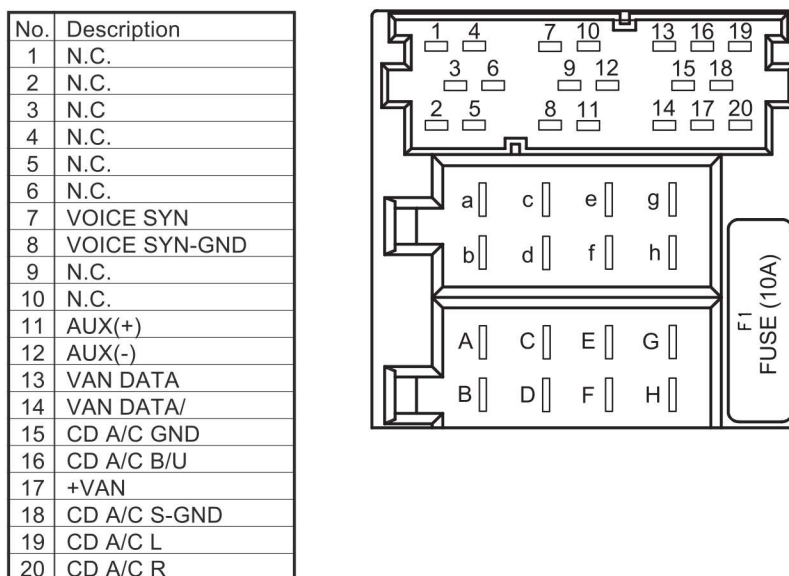 No. Description
1 N.C.
2 N.C.
3 N.C
4 N.C.
5 N.C.
6 N.C.
7 VOICE SYN
8 VOICE SYN-GND
9 N.C.
10 N.C.
11 AUX(+)
12 AUX(-)
13 VAN DATA
14 VAN DATA/
15 CD A/C GND
16 CD A/C B/U
17 +VAN
18 CD A/C S-GND
19 CD A/C L
20 CD A/C R
1 4 7 10 13 16 19
3 6 9 12 15 18
2 5 8 11 14 17 20
a c e g
b d f h
A C E G
B D F H
F1
FUSE (10A)